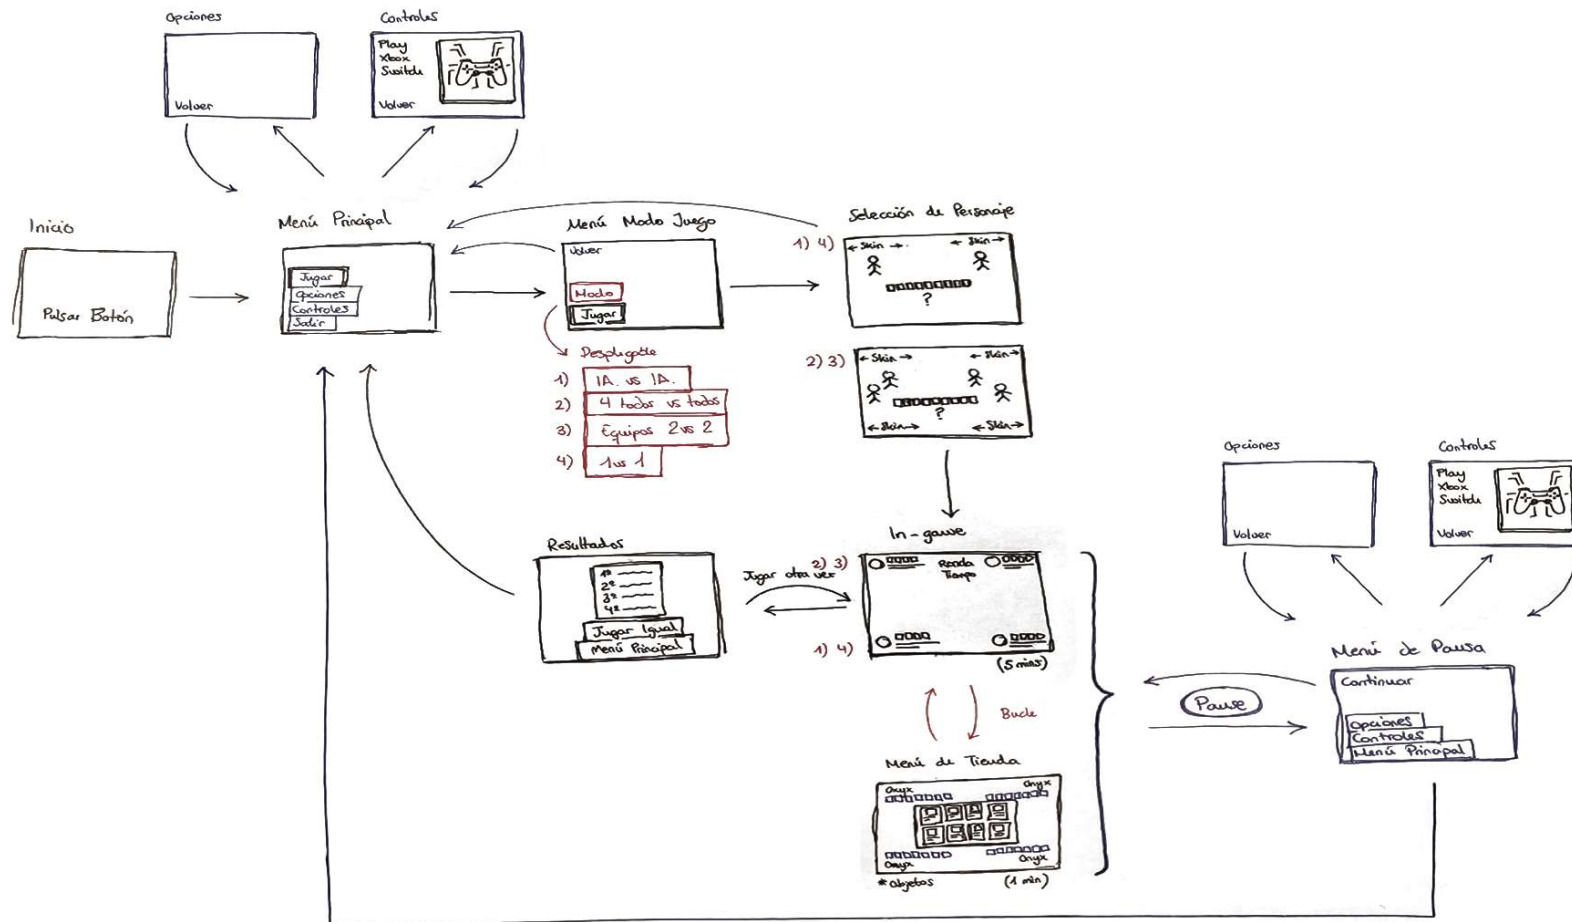 Opciones
Volver
Controles
Play
Xbox
Switch
Volver
Inicio
Pulsar Botón
Menú Principal
Jugar
Opciones
Controles
Salir
Menú Modo Juego
Volver
Modo
Jugar
Desplegable
1) IA. vs IA.
2) 4 todos vs todos
3) Equipos 2 vs 2
4) 1 vs 1
Selección de Personaje
1) 4)
← Skin →
← Skin →
?
2) 3)
← Skin →
← Skin →
?
← Skin →
← Skin →
In-game
2) 3)
Ronda
Tiempo
1) 4)
(5 mins)
Resultados
1º
2º
3º
4º
Jugar Igual
Menú Principal
Jugar otra vez
Bucle
Menú de Tienda
Onyx
Onyx
Onyx
Onyx
* Objetos
(1 min)
Pause
Opciones
Volver
Controles
Play
Xbox
Switch
Volver
Menú de Pausa
Continuar
Opciones
Controles
Menú Principal